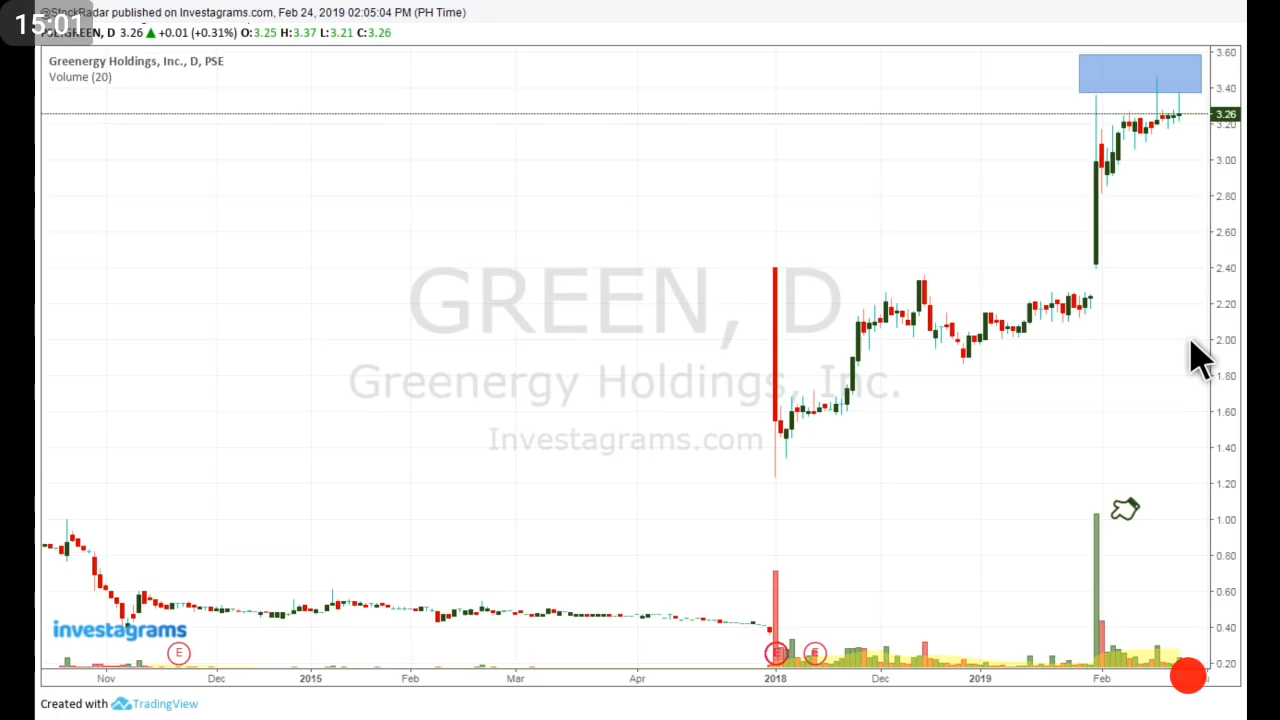 15:01
@StockRadar published on Investagrams.com, Feb 24, 2019 02:05:04 PM (PH Time)
GREEN, D 3.26 ▲ +0.01 (+0.31%) O:3.25 H:3.37 L:3.21 C:3.26
Greenergy Holdings, Inc., D, PSE
Volume (20)
3.60
3.40
3.26
3.20
3.00
2.80
2.60
2.40
2.20
2.00
1.80
1.60
1.40
1.20
1.00
0.80
0.60
0.40
0.20
GREEN, D
Greenergy Holdings, Inc.
Investagrams.com
investagrams
E E E
Nov Dec 2015 Feb Mar Apr 2018 Dec 2019 Feb
Created with TradingView